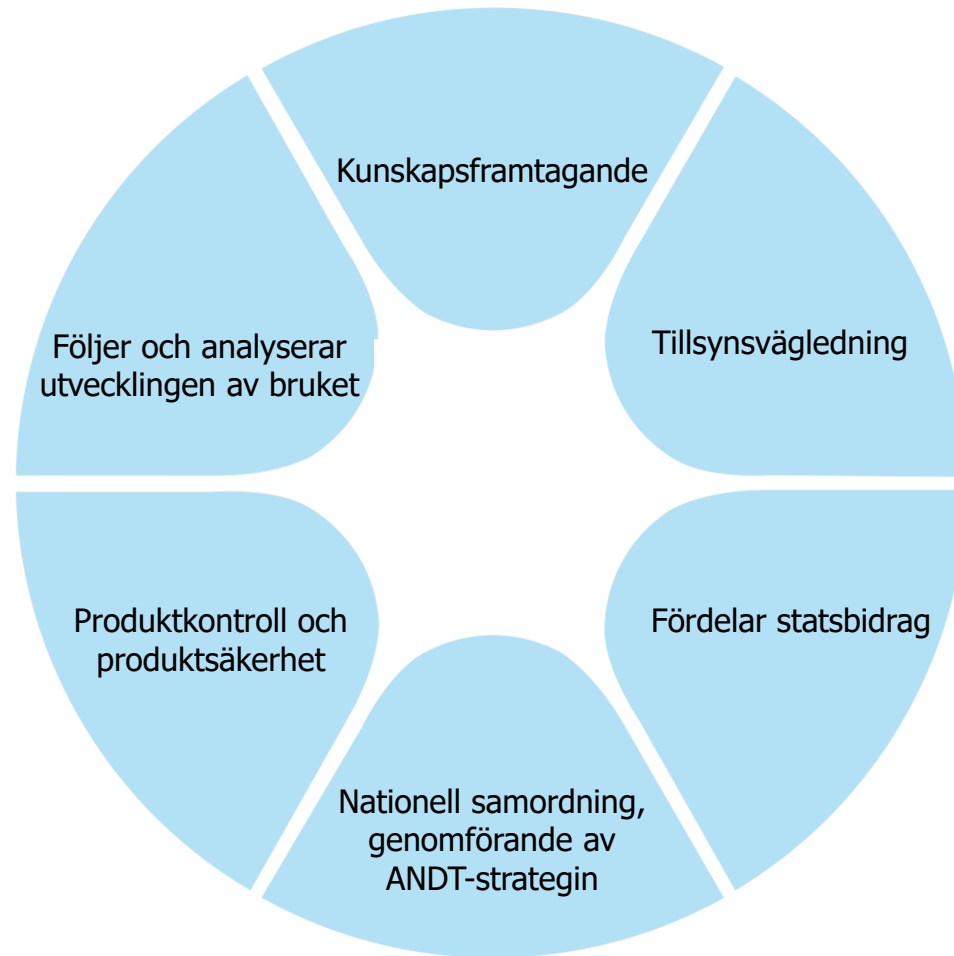 Kunskapsframtagande
Tillsynsvägledning
Fördelar statsbidrag
Nationell samordning,
genomförande av
ANDT-strategin
Produktkontroll och
produktsäkerhet
Följer och analyserar
utvecklingen av bruket